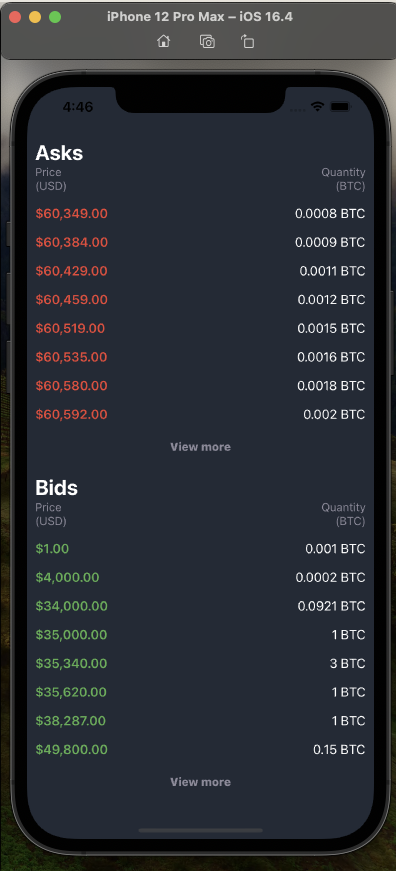 iPhone 12 Pro Max – iOS 16.4
4:46
Asks
Price Quantity
(USD) (BTC)
$60,349.00 0.0008 BTC
$60,384.00 0.0009 BTC
$60,429.00 0.0011 BTC
$60,459.00 0.0012 BTC
$60,519.00 0.0015 BTC
$60,535.00 0.0016 BTC
$60,580.00 0.0018 BTC
$60,592.00 0.002 BTC
View more
Bids
Price Quantity
(USD) (BTC)
$1.00 0.001 BTC
$4,000.00 0.0002 BTC
$34,000.00 0.0921 BTC
$35,000.00 1 BTC
$35,340.00 3 BTC
$35,620.00 1 BTC
$38,287.00 1 BTC
$49,800.00 0.15 BTC
View more